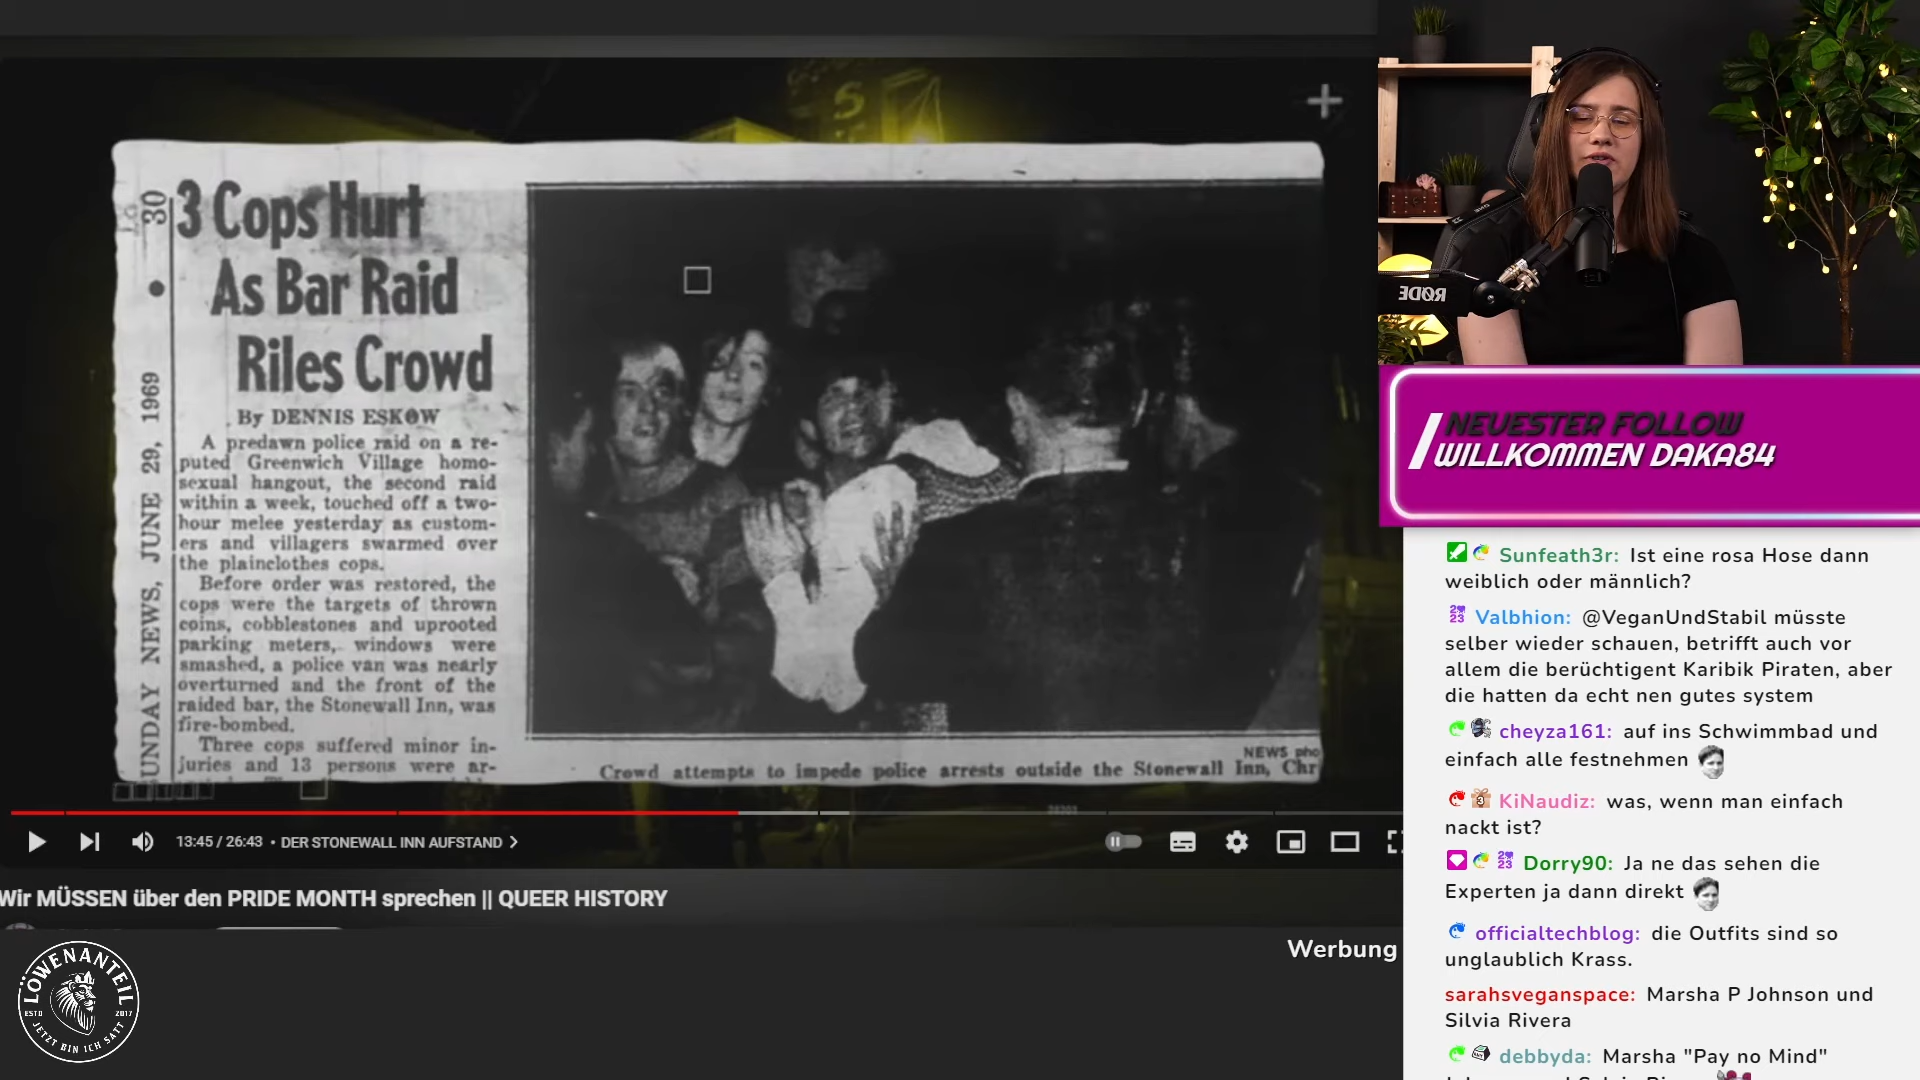 30
3 Cops Hurt
As Bar Raid
Riles Crowd
By DENNIS ESKOW
A predawn police raid on a re-
puted Greenwich Village homo-
sexual hangout, the second raid
within a week, touched off a two-
hour melee yesterday as custom-
ers and villagers swarmed over
the plainclothes cops.
Before order was restored, the
cops were the targets of thrown
coins, cobblestones and uprooted
parking meters, windows were
smashed, a police van was nearly
overturned and the front of the
raided bar, the Stonewall Inn, was
fire-bombed.
Three cops suffered minor in-
juries and 13 persons were ar-
UNDAY NEWS, JUNE 29, 1969
NEWS pho
Crowd attempts to impede police arrests outside the Stonewall Inn, Chr
13:45 / 26:43 • DER STONEWALL INN AUFSTAND
Wir MÜSSEN über den PRIDE MONTH sprechen || QUEER HISTORY
LÖWENANTEIL
ESTD 2017
JETZT BIN ICH SATT
Werbung
RØDE
NEUESTER FOLLOW
WILLKOMMEN DAKA84
Sunfeath3r: Ist eine rosa Hose dann
weiblich oder männlich?
Valbhion: @VeganUndStabil müsste
selber wieder schauen, betrifft auch vor
allem die berüchtigent Karibik Piraten, aber
die hatten da echt nen gutes system
cheyza161: auf ins Schwimmbad und
einfach alle festnehmen
KiNaudiz: was, wenn man einfach
nackt ist?
Dorry90: Ja ne das sehen die
Experten ja dann direkt
officialtechblog: die Outfits sind so
unglaublich Krass.
sarahsveganspace: Marsha P Johnson und
Silvia Rivera
debbyda: Marsha "Pay no Mind"